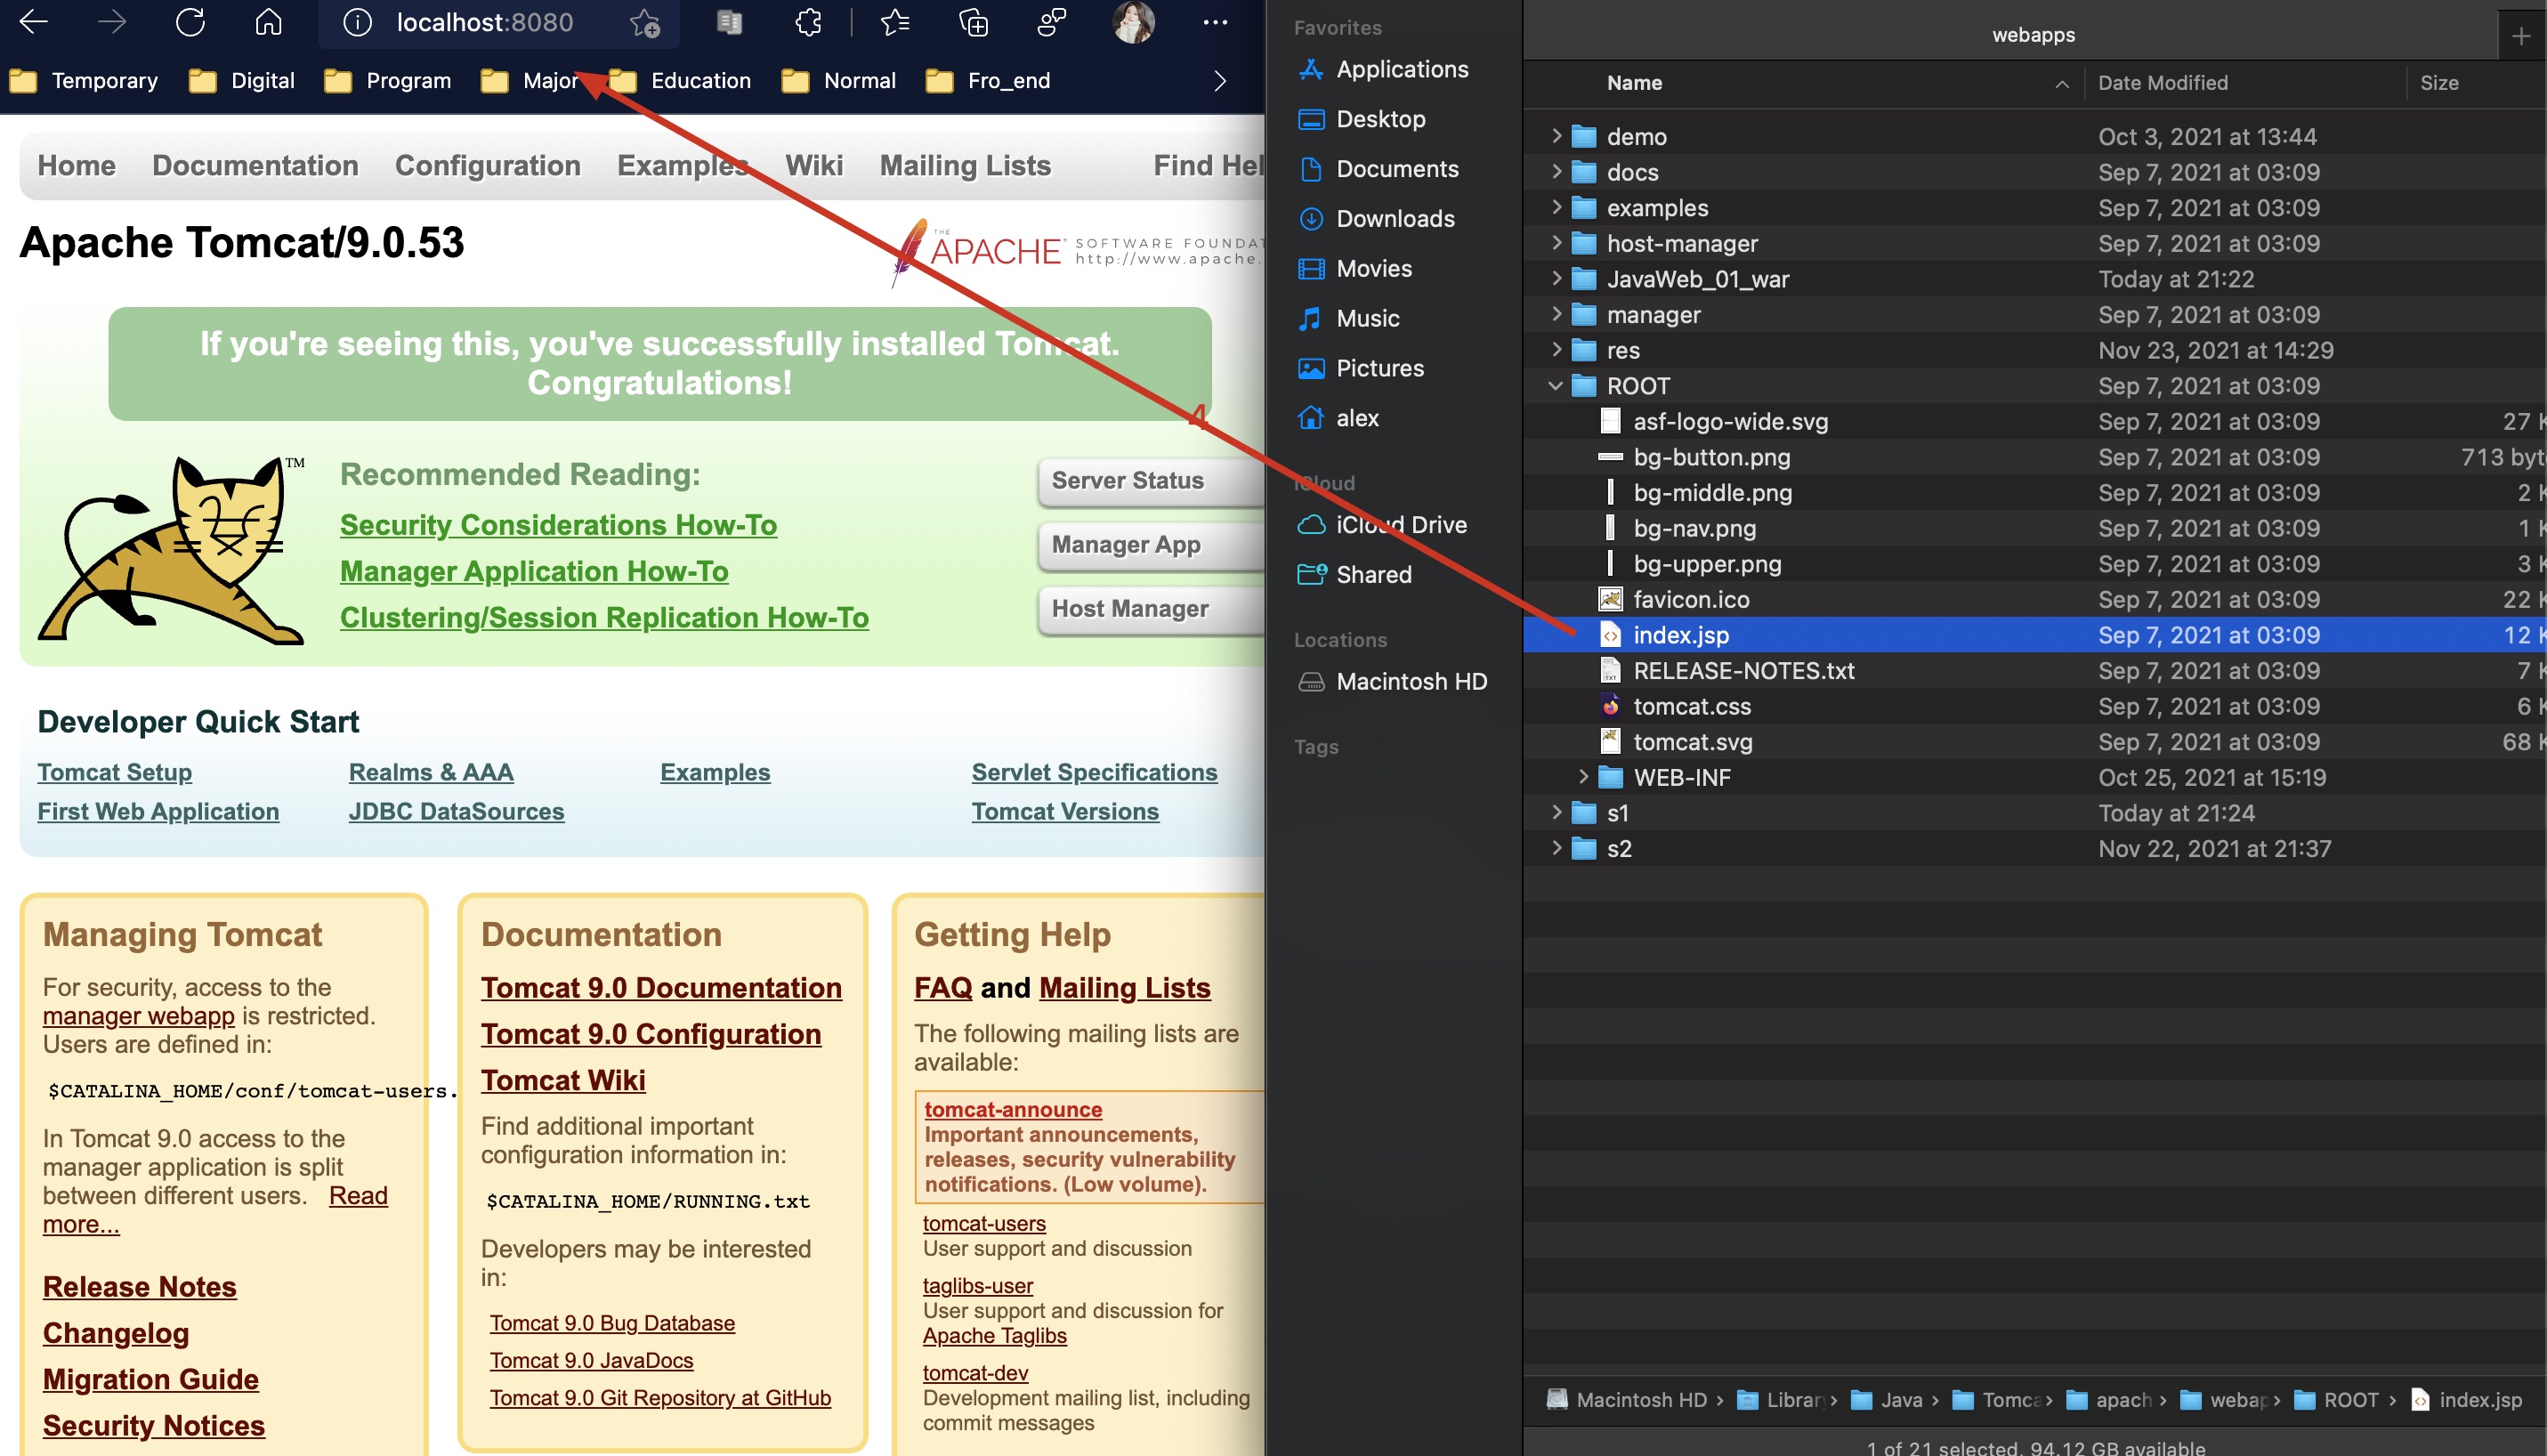 localhost:8080
Temporary Digital Program Major Education Normal Fro_end
Home Documentation Configuration Examples Wiki Mailing Lists Find Hel
Apache Tomcat/9.0.53
THE
APACHE SOFTWARE FOUNDAT
http://www.apache.
If you're seeing this, you've successfully installed Tomcat.
Congratulations!
4
TM
Recommended Reading:
Security Considerations How-To
Manager Application How-To
Clustering/Session Replication How-To
Server Status
Manager App
Host Manager
Developer Quick Start
Tomcat Setup Realms & AAA Examples Servlet Specifications
First Web Application JDBC DataSources Tomcat Versions
Managing Tomcat
For security, access to the
manager webapp is restricted.
Users are defined in:
$CATALINA_HOME/conf/tomcat-users.
In Tomcat 9.0 access to the
manager application is split
between different users. Read
more...
Release Notes
Changelog
Migration Guide
Security Notices
Documentation
Tomcat 9.0 Documentation
Tomcat 9.0 Configuration
Tomcat Wiki
Find additional important
configuration information in:
$CATALINA_HOME/RUNNING.txt
Developers may be interested
in:
Tomcat 9.0 Bug Database
Tomcat 9.0 JavaDocs
Tomcat 9.0 Git Repository at GitHub
Getting Help
FAQ and Mailing Lists
The following mailing lists are
available:
tomcat-announce
Important announcements,
releases, security vulnerability
notifications. (Low volume).
tomcat-users
User support and discussion
taglibs-user
User support and discussion for
Apache Taglibs
tomcat-dev
Development mailing list, including
commit messages
Favorites
Applications
Desktop
Documents
Downloads
Movies
Music
Pictures
alex
iCloud
iCloud Drive
Shared
Locations
Macintosh HD
Tags
webapps
Name Date Modified Size
demo Oct 3, 2021 at 13:44
docs Sep 7, 2021 at 03:09
examples Sep 7, 2021 at 03:09
host-manager Sep 7, 2021 at 03:09
JavaWeb_01_war Today at 21:22
manager Sep 7, 2021 at 03:09
res Nov 23, 2021 at 14:29
ROOT Sep 7, 2021 at 03:09
asf-logo-wide.svg Sep 7, 2021 at 03:09 27 K
bg-button.png Sep 7, 2021 at 03:09 713 byt
bg-middle.png Sep 7, 2021 at 03:09 2 K
bg-nav.png Sep 7, 2021 at 03:09 1 K
bg-upper.png Sep 7, 2021 at 03:09 3 K
favicon.ico Sep 7, 2021 at 03:09 22 K
index.jsp Sep 7, 2021 at 03:09 12 K
RELEASE-NOTES.txt Sep 7, 2021 at 03:09 7 K
tomcat.css Sep 7, 2021 at 03:09 6 K
tomcat.svg Sep 7, 2021 at 03:09 68 K
WEB-INF Oct 25, 2021 at 15:19
s1 Today at 21:24
s2 Nov 22, 2021 at 21:37
Macintosh HD › Librar › Java › Tomca › apach › webap › ROOT › index.jsp
1 of 21 selected, 94.12 GB available